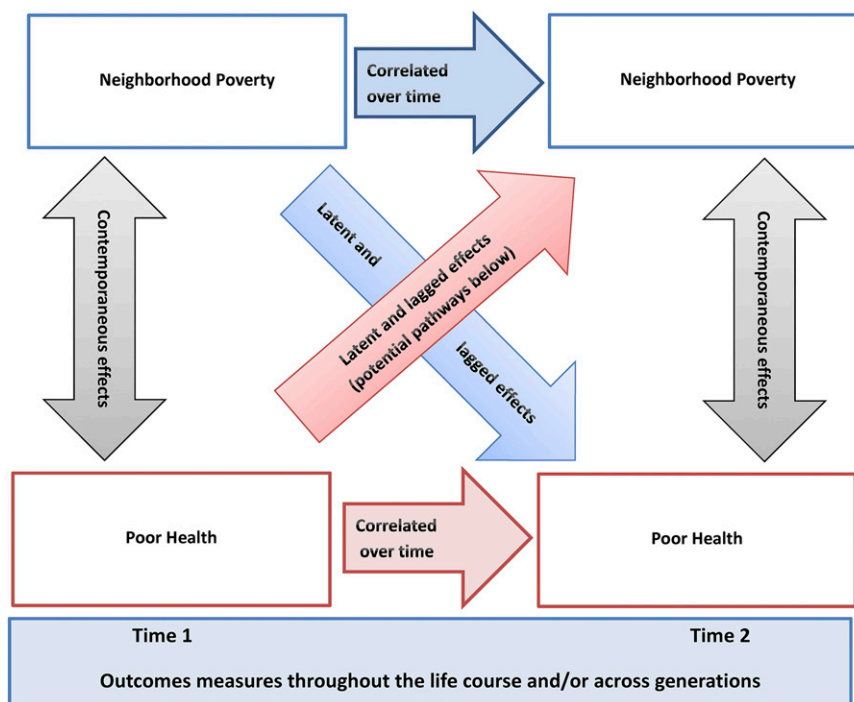 Neighborhood Poverty
Correlated
over time
Neighborhood Poverty
Contemporaneous effects
Latent and
lagged effects
Latent and lagged effects
(potential pathways below)
Contemporaneous effects
Poor Health
Correlated
over time
Poor Health
Time 1
Time 2
Outcomes measures throughout the life course and/or across generations